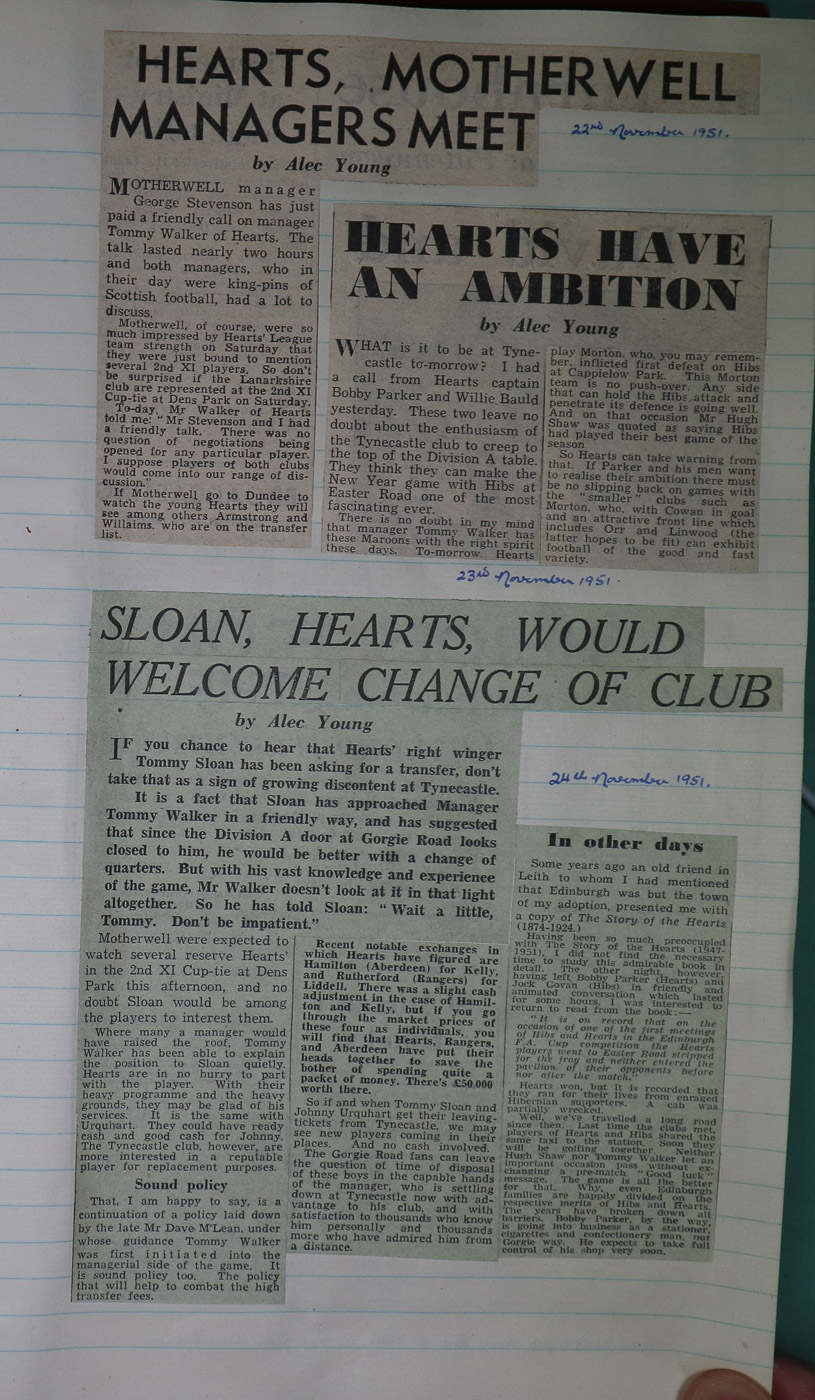 HEARTS, MOTHERWELL
MANAGERS MEET
22nd November 1951.
by Alec Young
MOTHERWELL manager
George Stevenson has just
paid a friendly call on manager
Tommy Walker of Hearts. The
talk lasted nearly two hours
and both managers, who in
their day were king-pins of
Scottish football, had a lot to
discuss.
Motherwell, of course, were so
much impressed by Hearts' League
team strength on Saturday that
they were just bound to mention
several 2nd XI players. So don't
be surprised if the Lanarkshire
club are represented at the 2nd XI
Cup-tie at Dens Park on Saturday.
To-day, Mr Walker of Hearts
told me: "Mr Stevenson and I had
a friendly talk. There was no
question of negotiations being
opened for any particular player.
I suppose players of both clubs
would come into our range of dis-
cussion."
If Motherwell go to Dundee to
watch the young Hearts they will
see among others Armstrong and
Willaims, who are on the transfer
list.
HEARTS HAVE
AN AMBITION
by Alec Young
WHAT is it to be at Tyne-
castle to-morrow? I had
a call from Hearts captain
Bobby Parker and Willie Bauld
yesterday. These two leave no
doubt about the enthusiasm of
the Tynecastle club to creep to
the top of the Division A table.
They think they can make the
New Year game with Hibs at
Easter Road one of the most
fascinating ever.
There is no doubt in my mind
that manager Tommy Walker has
these Maroons with the right spirit
these days. To-morrow Hearts
play Morton, who, you may remem-
ber, inflicted first defeat on Hibs
at Cappielow Park. This Morton
team is no push-over. Any side
that can hold the Hibs attack and
penetrate its defence is going well.
And on that occasion Mr Hugh
Shaw was quoted as saying Hibs
had played their best game of the
season.
So Hearts can take warning from
that. If Parker and his men want
to realise their ambition there must
be no slipping back on games with
the "smaller" clubs such as
Morton, who, with Cowan in goal
and an attractive front line which
includes Orr and Linwood (the
latter hopes to be fit) can exhibit
football of the good and fast
variety.
23rd November 1951.
SLOAN, HEARTS, WOULD
WELCOME CHANGE OF CLUB
by Alec Young
24th November 1951.
IF you chance to hear that Hearts' right winger
Tommy Sloan has been asking for a transfer, don't
take that as a sign of growing discontent at Tynecastle.
It is a fact that Sloan has approached Manager
Tommy Walker in a friendly way, and has suggested
that since the Division A door at Gorgie Road looks
closed to him, he would be better with a change of
quarters. But with his vast knowledge and experience
of the game, Mr Walker doesn't look at it in that light
altogether. So he has told Sloan: "Wait a little,
Tommy. Don't be impatient."
Motherwell were expected to
watch several reserve Hearts'
in the 2nd XI Cup-tie at Dens
Park this afternoon, and no
doubt Sloan would be among
the players to interest them.
Where many a manager would
have raised the roof, Tommy
Walker has been able to explain
the position to Sloan quietly.
Hearts are in no hurry to part
with the player. With their
heavy programme and the heavy
grounds, they may be glad of his
services. It is the same with
Urquhart. They could have ready
cash and good cash for Johnny.
The Tynecastle club, however, are
more interested in a reputable
player for replacement purposes.
Sound policy
That, I am happy to say, is a
continuation of a policy laid down
by the late Mr Dave M'Lean, under
whose guidance Tommy Walker
was first initiated into the
managerial side of the game. It
is sound policy too. The policy
that will help to combat the high
transfer fees.
Recent notable exchanges in
which Hearts have figured are
Hamilton (Aberdeen) for Kelly,
and Rutherford (Rangers) for
Liddell. There was a slight cash
adjustment in the case of Hamil-
ton and Kelly, but if you go
through the market prices of
these four as individuals, you
will find that Hearts, Rangers,
and Aberdeen have put their
heads together to save the
bother of spending quite a
packet of money. There's £50,000
worth there.
So if and when Tommy Sloan and
Johnny Urquhart get their leaving-
tickets from Tynecastle, we may
see new players coming in their
places. And no cash involved.
The Gorgie Road fans can leave
the question of time of disposal
of these boys in the capable hands
of the manager, who is settling
down at Tynecastle now with ad-
vantage to his club, and with
satisfaction to thousands who know
him personally and thousands
more who have admired him from
a distance.
In other days
Some years ago an old friend in
Leith to whom I had mentioned
that Edinburgh was but the town
of my adoption, presented me with
a copy of The Story of the Hearts
(1874-1924.)
Having been so much preoccupied
with The Story of the Hearts (1947-
1951), I did not find the necessary
time to study this admirable book in
detail. The other night, however,
having left Bobby Parker (Hearts) and
Jock Govan (Hibs) in friendly and
animated conversation which lasted
for some hours, I was interested to
return to read from the book:—
"It is on record that on the
occasion of one of the first meetings
of Hibs and Hearts in the Edinburgh
F.A. Cup competition the Hearts
players went to Easter Road stripped
for the fray and neither entered the
pavilion of their opponents before
nor after the match."
Hearts won, but it is recorded that
they ran for their lives from enraged
Hibernian supporters. A cab was
partially wrecked.
Well, we've travelled a long road
since then. Last time the clubs met,
players of Hearts and Hibs shared the
same taxi to the station. Soon they
will be golfing together. Neither
Hugh Shaw nor Tommy Walker let an
important occasion pass without ex-
changing a pre-match "Good luck"
message. The game is all the better
for that. Why, even Edinburgh
families are happily divided on the
respective merits of Hibs and Hearts.
The years have broken down all
barriers. Bobby Parker, by the way,
is going into business as a stationer,
cigarettes and confectionery man, out
Gorgie way. He expects to take full
control of his shop very soon.